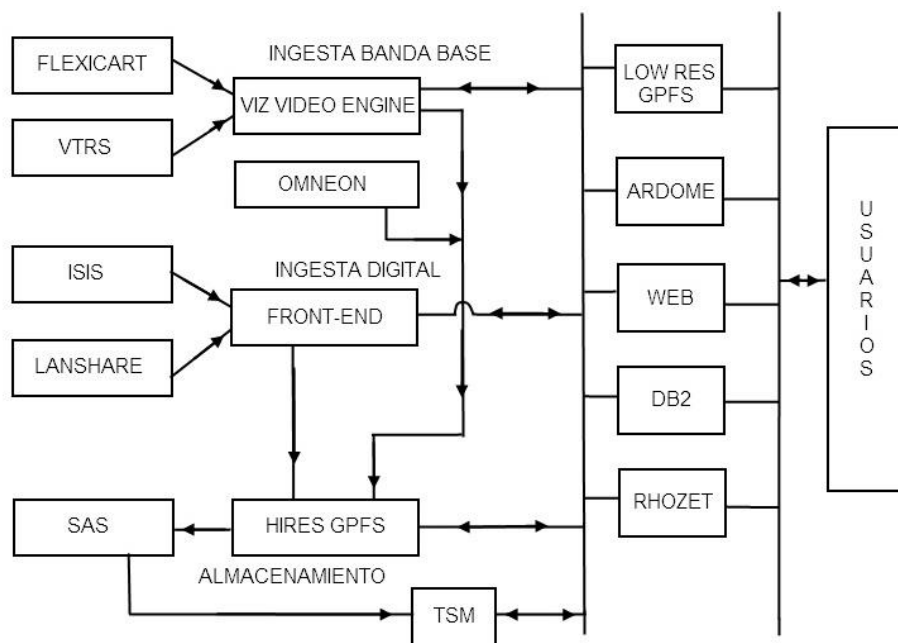 INGESTA BANDA BASE
FLEXICART
VIZ VIDEO ENGINE
LOW RES
GPFS
VTRS
OMNEON
ARDOME
ISIS
INGESTA DIGITAL
FRONT-END
WEB
LANSHARE
DB2
SAS
HIRES GPFS
RHOZET
ALMACENAMIENTO
TSM
USUARIOS